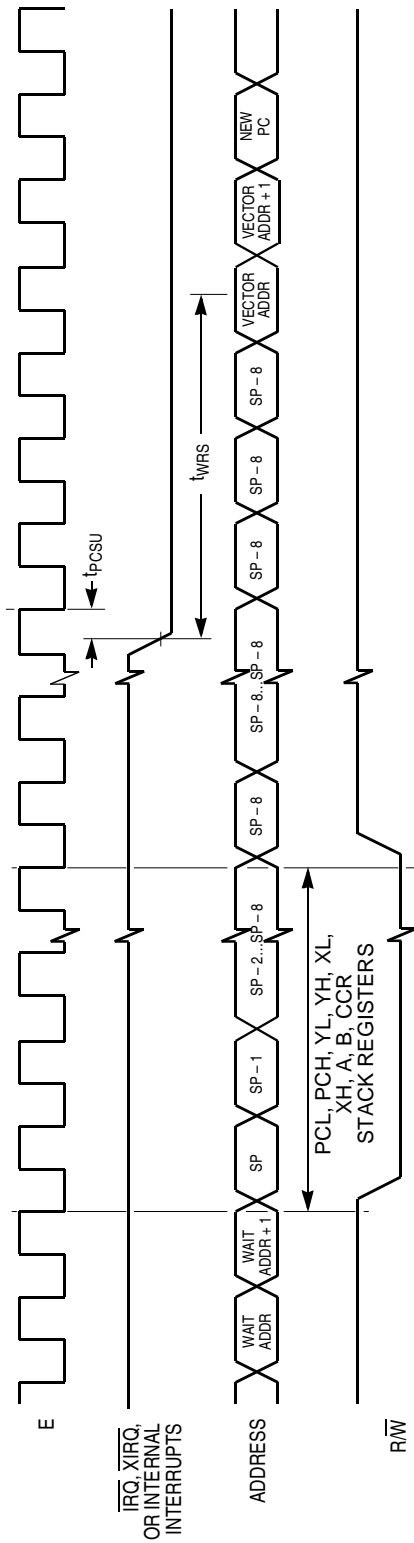 E
IRQ, XIRQ,
OR INTERNAL
INTERRUPTS
tPCSU
tWRS
ADDRESS
WAIT
ADDR
WAIT
ADDR + 1
SP
SP – 1
SP – 2…SP – 8
SP – 8
SP – 8…SP – 8
SP – 8
SP – 8
SP – 8
VECTOR
ADDR
VECTOR
ADDR + 1
NEW
PC
PCL, PCH, YL, YH, XL,
XH, A, B, CCR
STACK REGISTERS
R/W